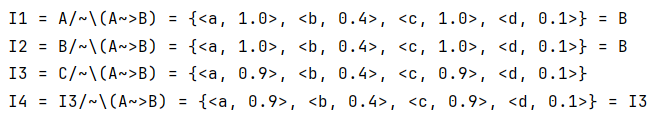 I1 = A/~\(A~>B) = {<a, 1.0>, <b, 0.4>, <c, 1.0>, <d, 0.1>} = B
I2 = B/~\(A~>B) = {<a, 1.0>, <b, 0.4>, <c, 1.0>, <d, 0.1>} = B
I3 = C/~\(A~>B) = {<a, 0.9>, <b, 0.4>, <c, 0.9>, <d, 0.1>}
I4 = I3/~\(A~>B) = {<a, 0.9>, <b, 0.4>, <c, 0.9>, <d, 0.1>} = I3